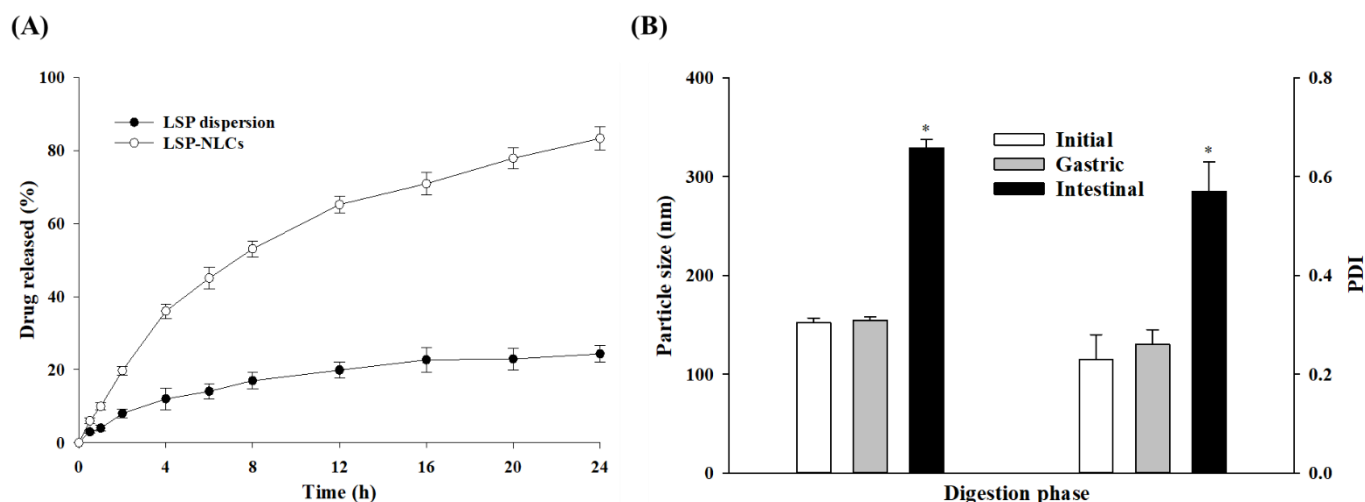 (A)
100
80
60
40
20
0
Drug released (%)
LSP dispersion
LSP-NLCs
0 4 8 12 16 20 24
Time (h)
(B)
400
300
200
100
0
Particle size (nm)
* *
Initial
Gastric
Intestinal
0.8
0.6
0.4
0.2
0.0
PDI
Digestion phase